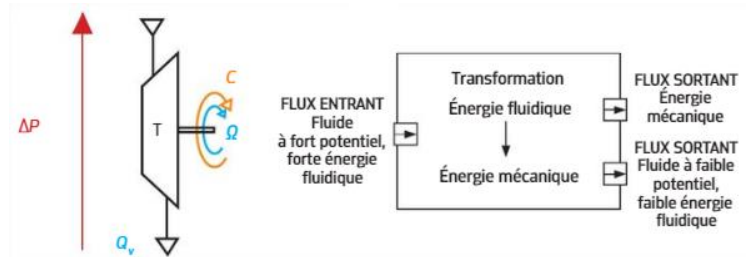 ΔP
T
C
Ω
Qv
FLUX ENTRANT
Fluide
à fort potentiel,
forte énergie
fluidique
Transformation
Énergie fluidique
Énergie mécanique
FLUX SORTANT
Énergie
mécanique
FLUX SORTANT
Fluide à faible
potentiel,
faible énergie
fluidique